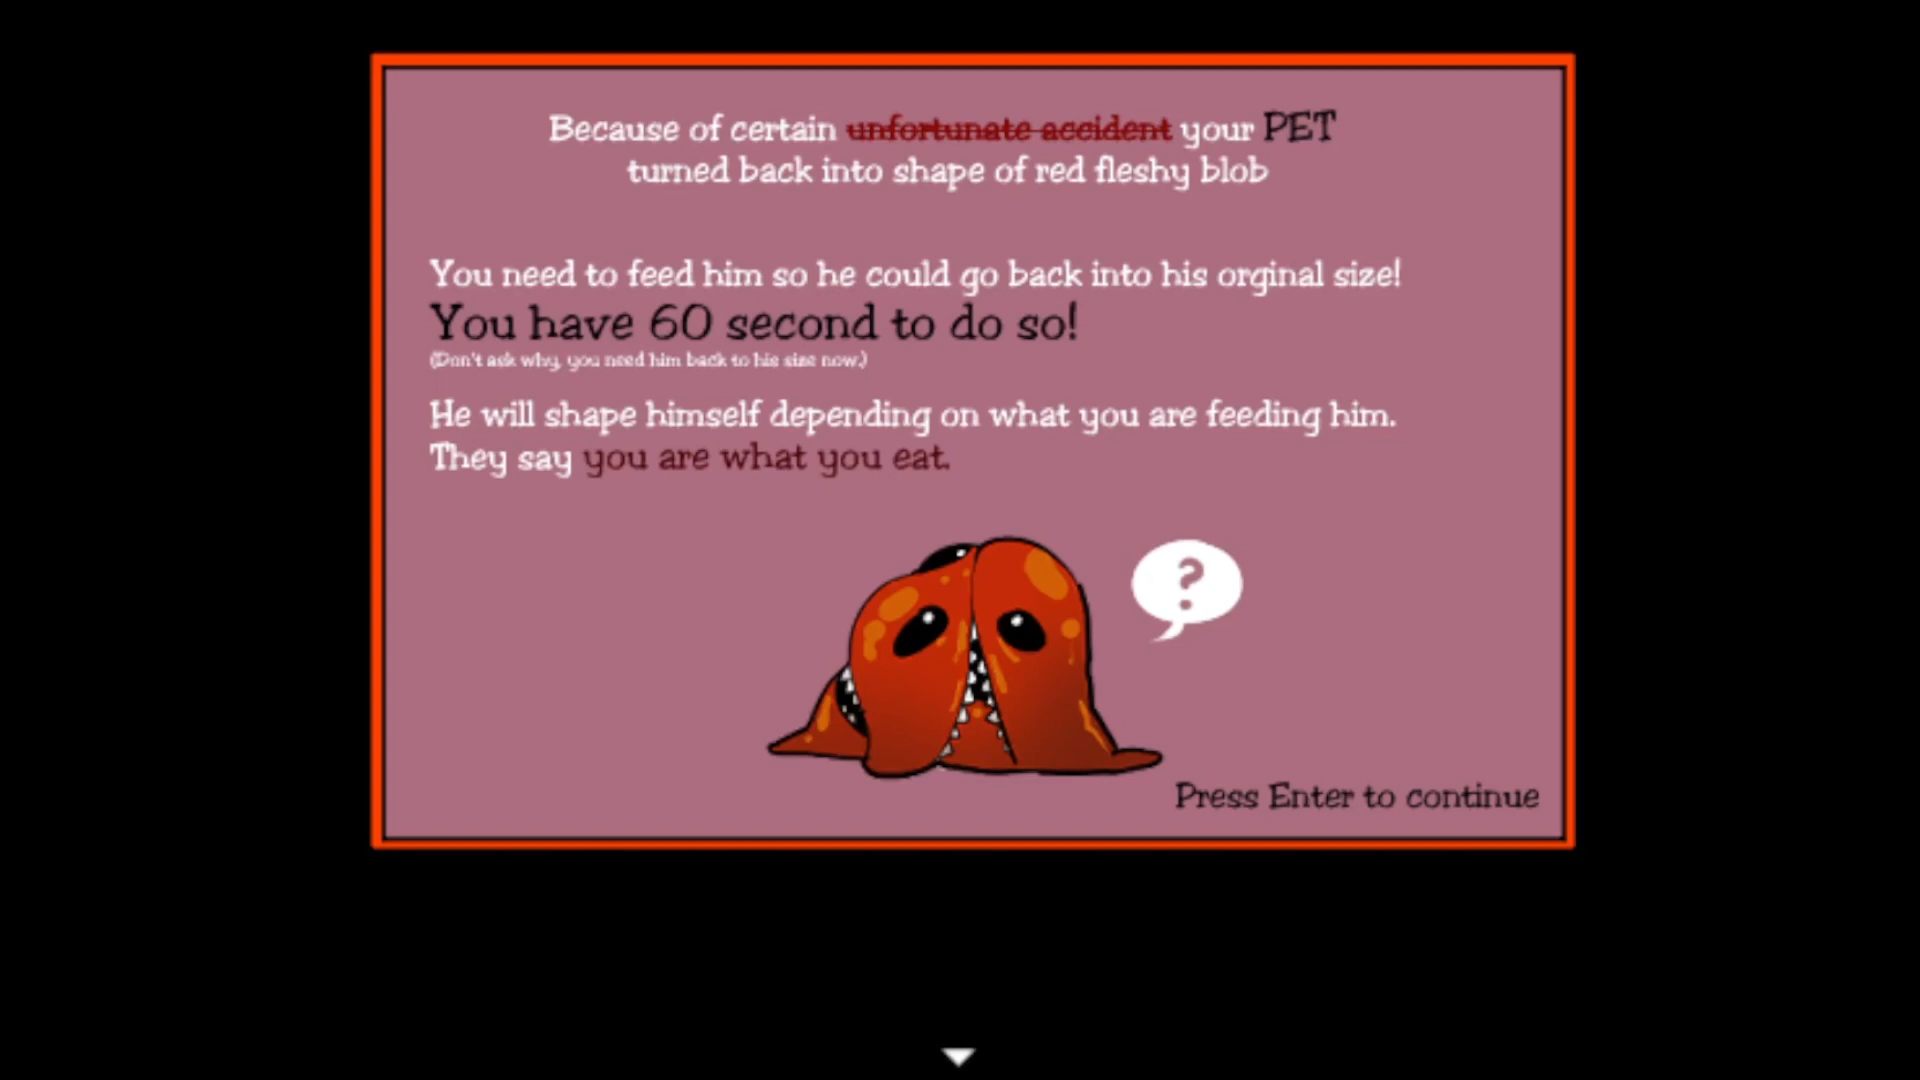 Because of certain unfortunate accident your PET
turned back into shape of red fleshy blob
You need to feed him so he could go back into his orginal size!
You have 60 second to do so!
(Don't ask why, you need him back to his size now.)
He will shape himself depending on what you are feeding him.
They say you are what you eat.
?
Press Enter to continue